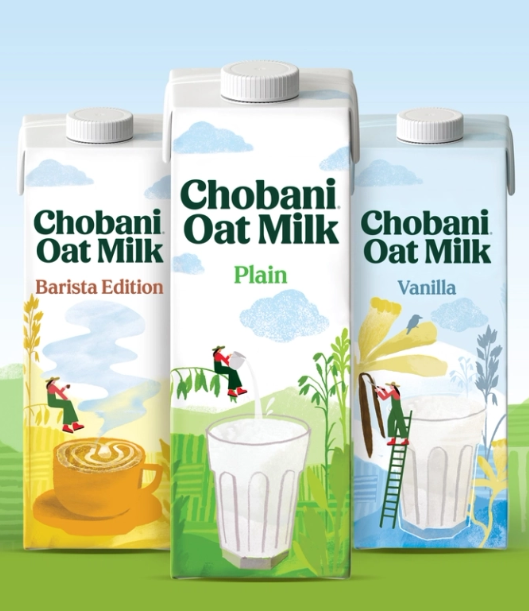 Chobani
Oat Milk
Barista Edition
Chobani®
Oat Milk
Plain
Chobani
Oat Milk
Vanilla